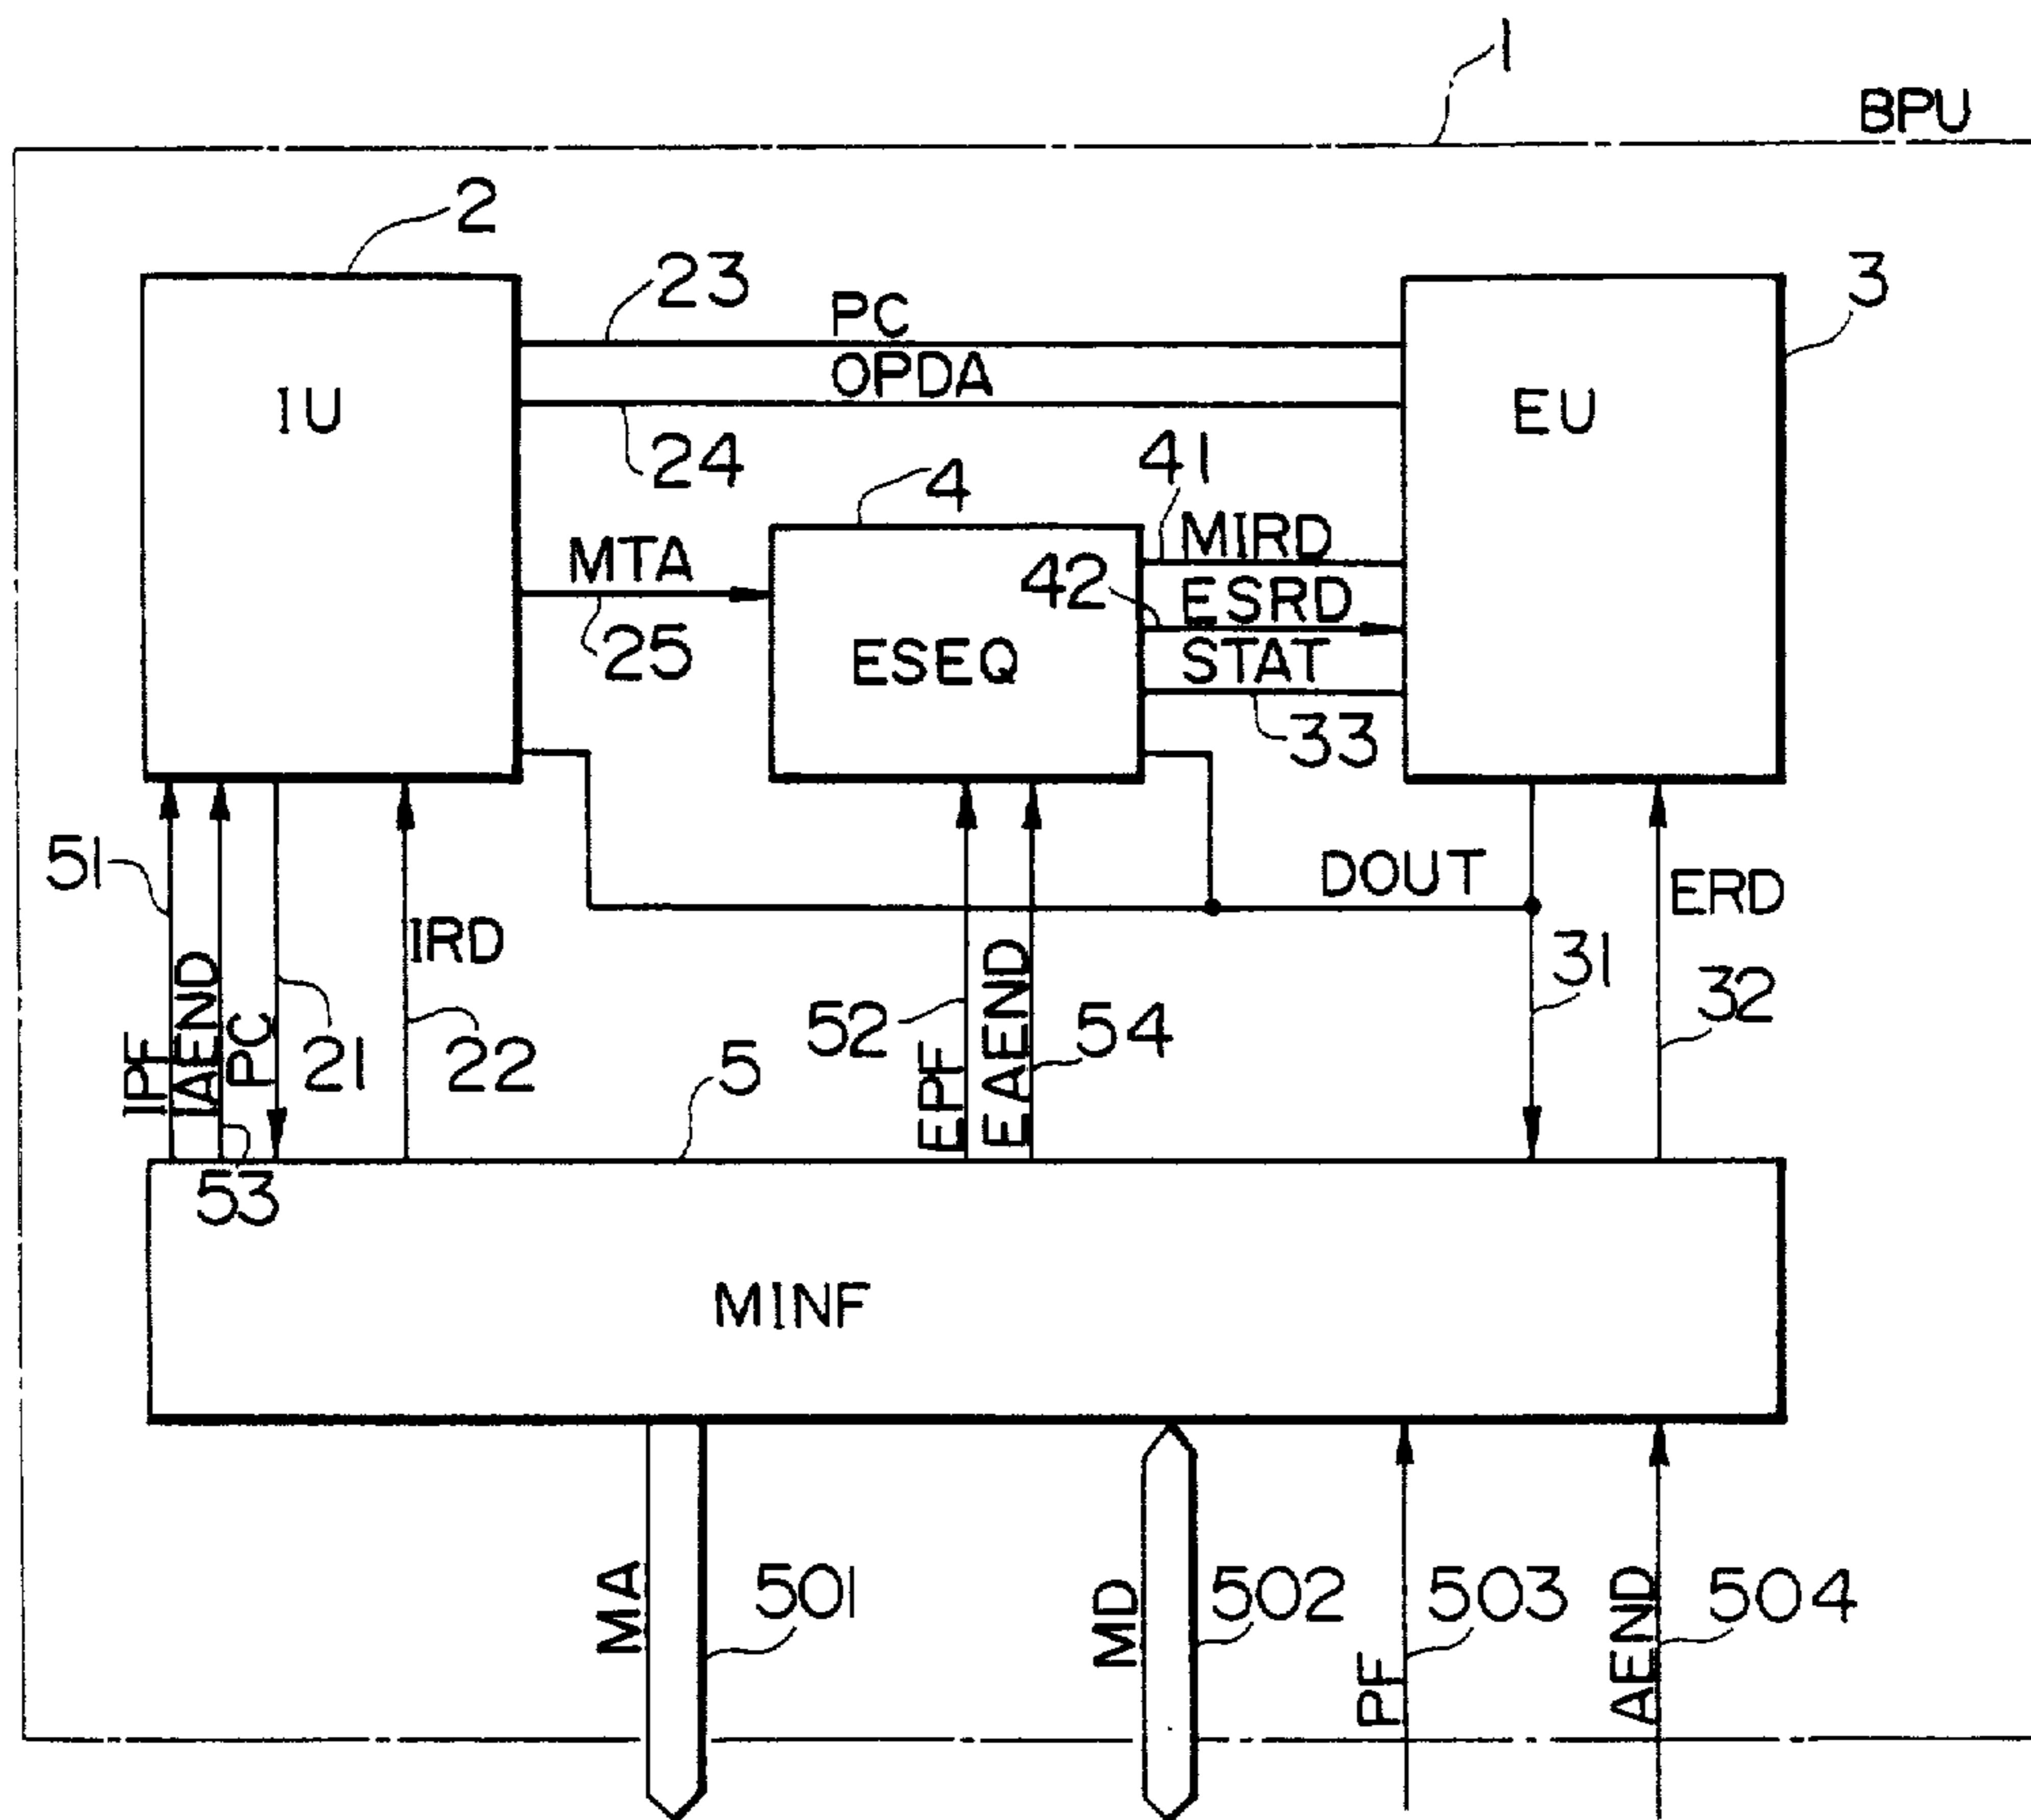 1
BPU
2
23
PC
3
OPDA
IU
EU
24
41
4
MIRD
MTA
42
ESRD
25
ESEQ
STAT
33
51
DOUT
ERD
IRD
31
IPF
IAEND
PC
21
22
52
EPF
EAEND
54
32
5
53
MINF
MA
501
MD
502
PF
503
AEND
504